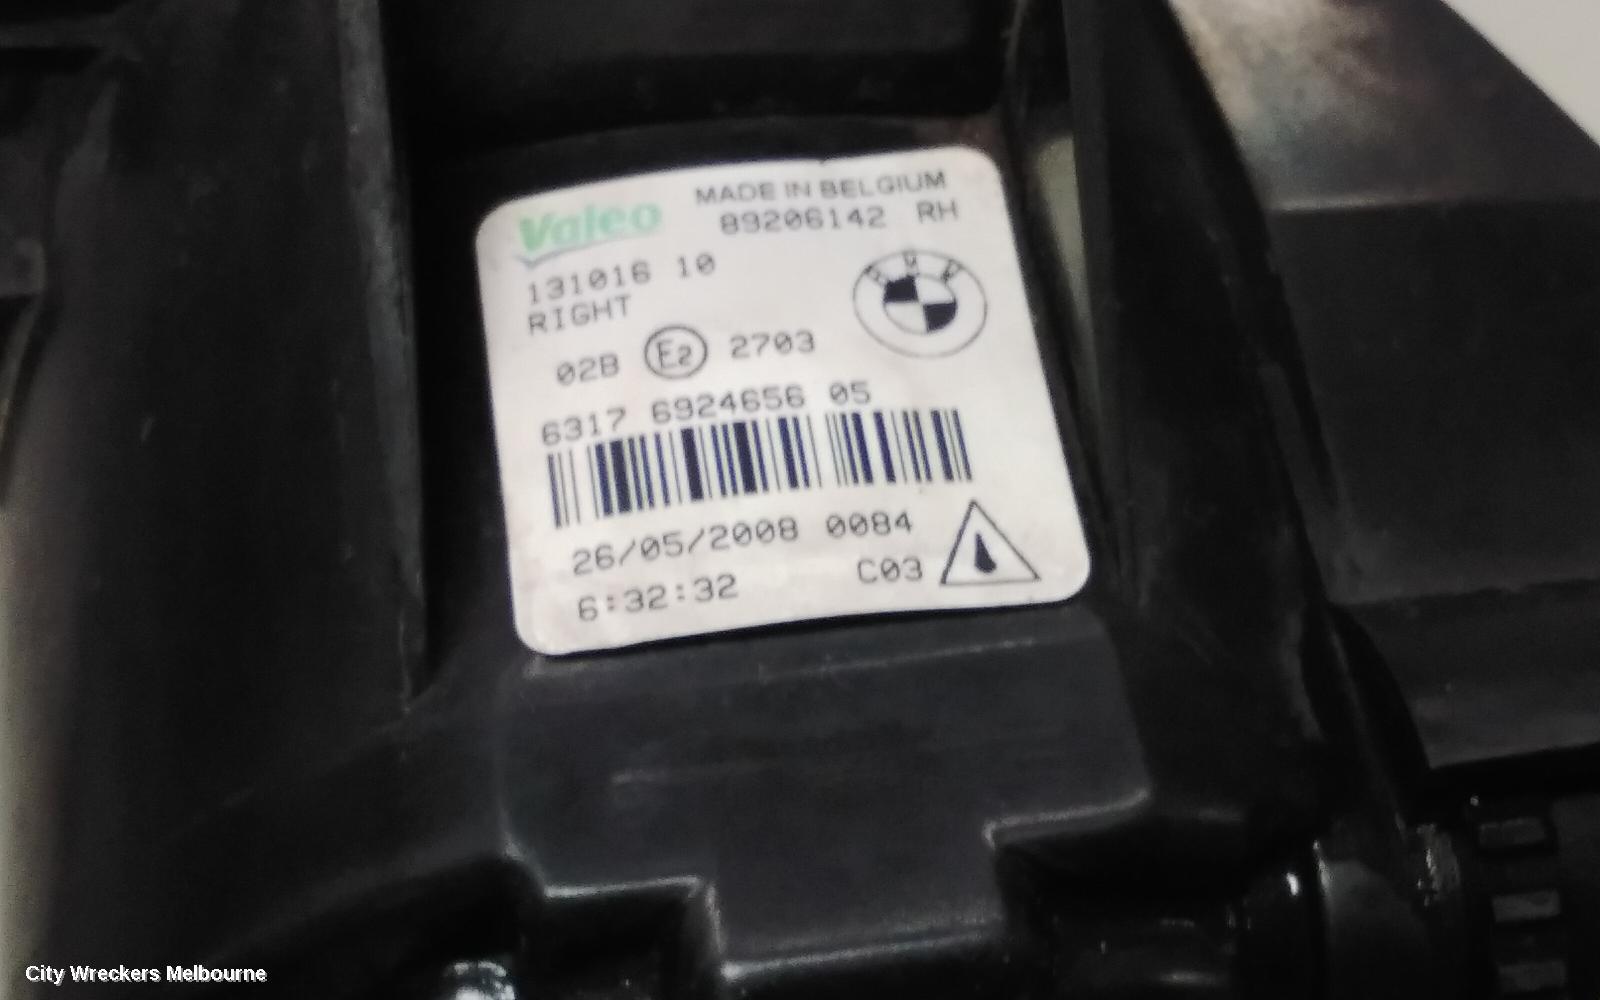 Valeo
MADE IN BELGIUM
89206142 RH
131016 10
RIGHT
BMW
02B E2 2703
6317 6924656 05
26/05/2008 0084
6:32:32 C03
City Wreckers Melbourne